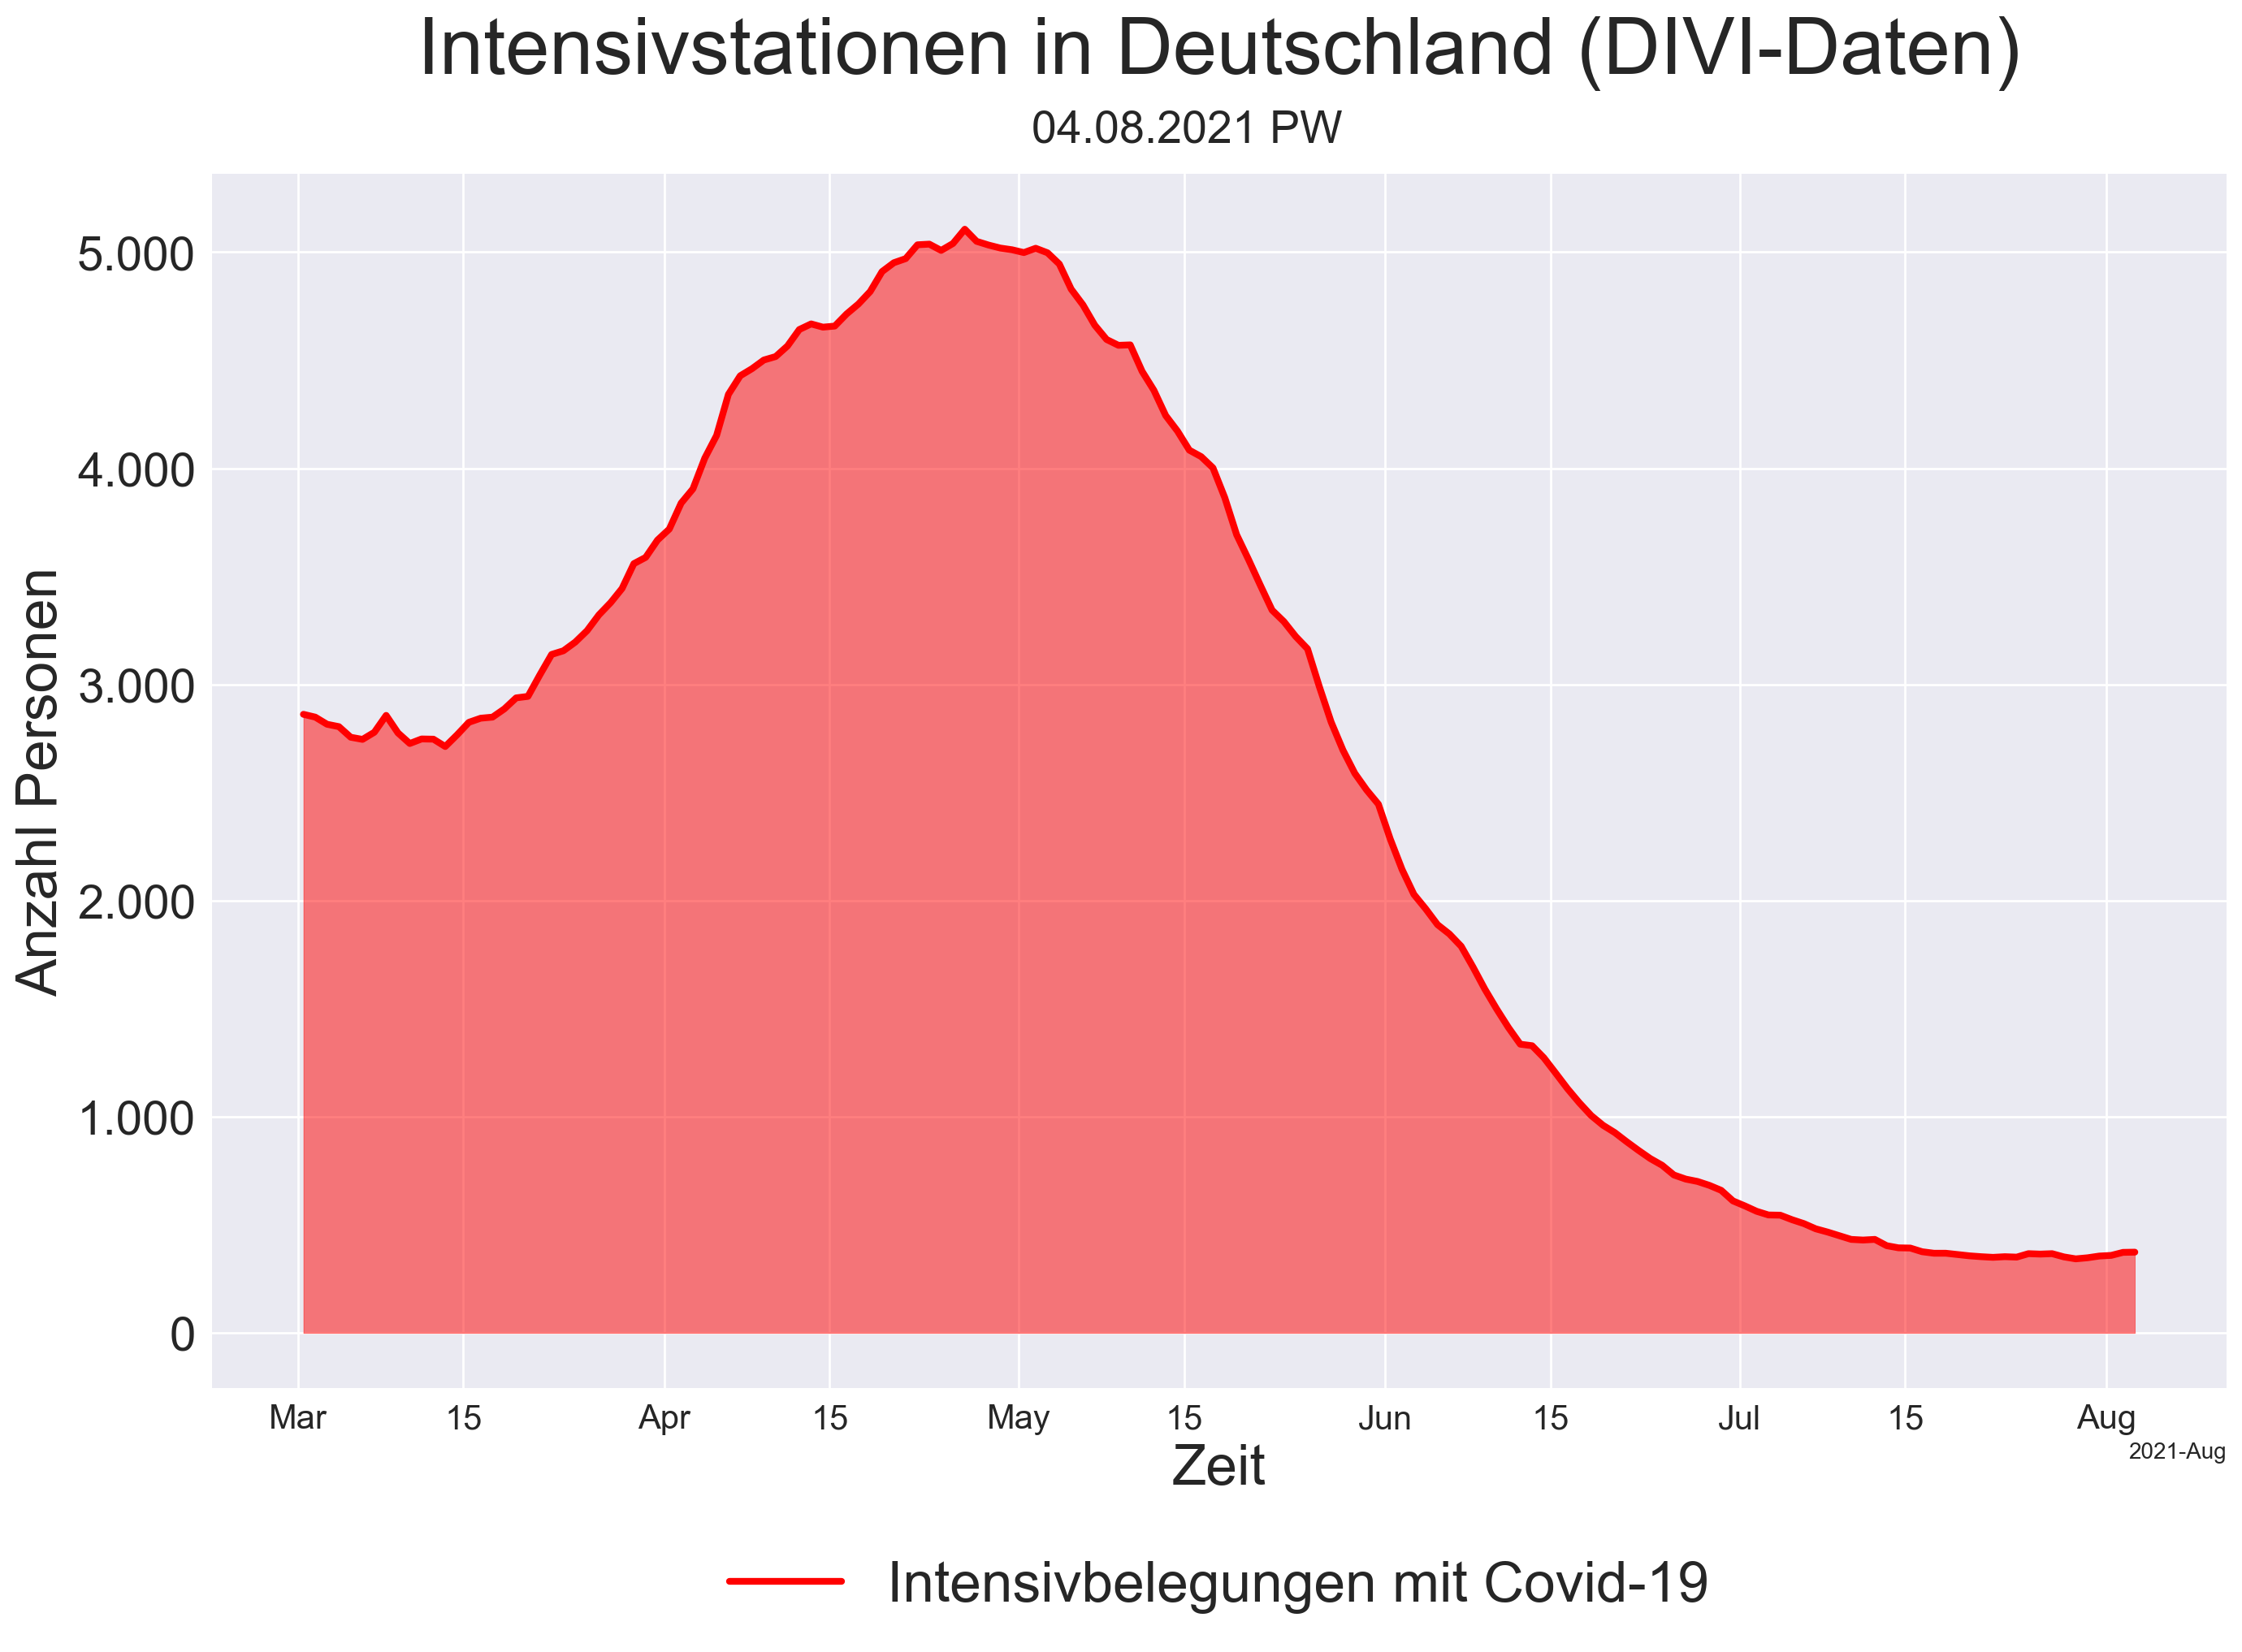 Intensivstationen in Deutschland (DIVI-Daten)
04.08.2021 PW
Anzahl Personen
5.000
4.000
3.000
2.000
1.000
0
Mar 15 Apr 15 May 15 Jun 15 Jul 15 Aug
2021-Aug
Zeit
Intensivbelegungen mit Covid-19